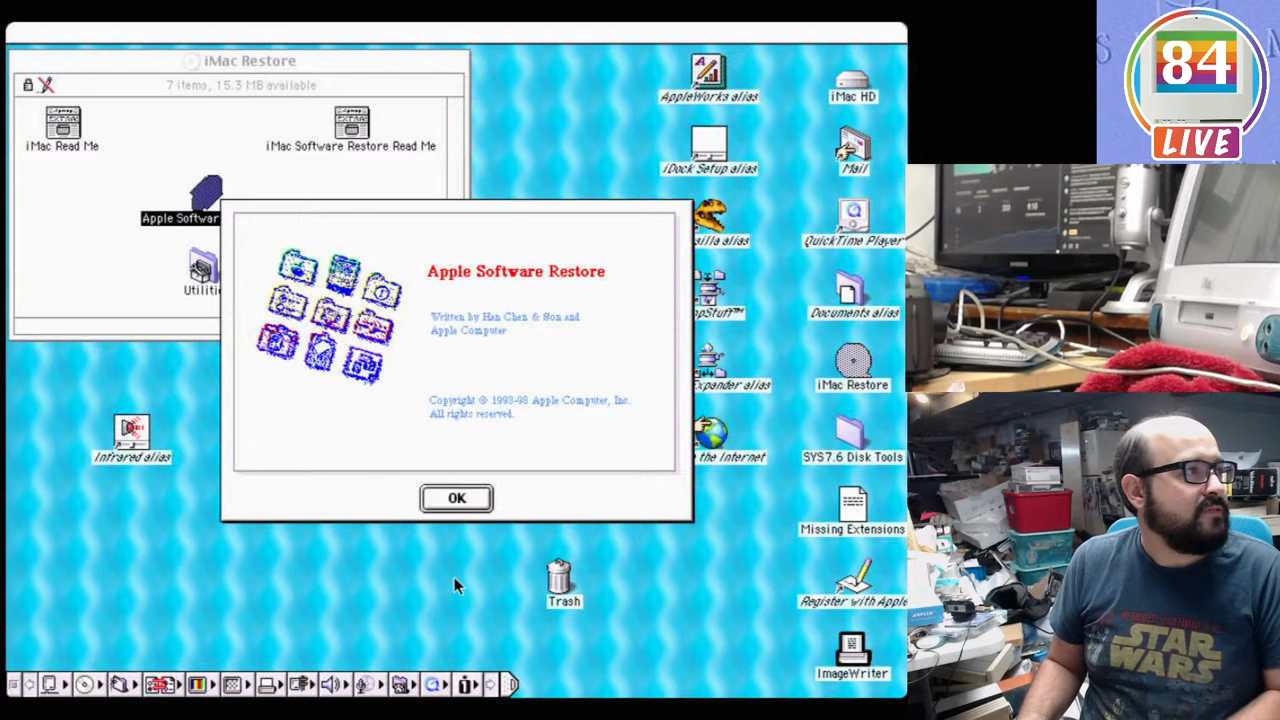 iMac Restore
7 items, 15.3 MB available
iMac Read Me
iMac Software Restore Read Me
Apple Softwar
Utiliti
Apple Software Restore
Written by Han Chen & Son and
Apple Computer
Copyright © 1993-98 Apple Computer, Inc.
All rights reserved.
OK
Infrared alias
Trash
AppleWorks alias
iDock Setup alias
zilla alias
opStuff™
Expander alias
the Internet
iMac HD
Mail
QuickTime Player
Documents alias
iMac Restore
SYS7.6 Disk Tools
Missing Extensions
Register with Apple
ImageWriter
84
LIVE
STAR
WARS